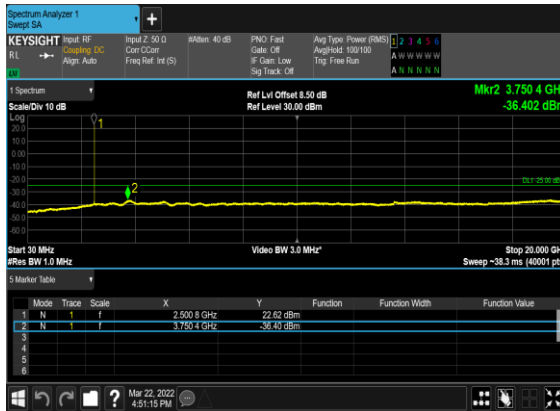 Spectrum Analyzer 1
Swept SA
+
KEYSIGHT Input: RF Input Z: 50 Ω #Atten: 40 dB PNO: Fast Avg Type: Power (RMS) 1 2 3 4 5 6
RL Coupling: DC Corr CCorr Gate: Off Avg|Hold: 100/100 A W W W W W
Align: Auto Freq Ref: Int (S) IF Gain: Low Trig: Free Run
Sig Track: Off A N N N N N
1 Spectrum Ref Lvl Offset 8.50 dB Mkr2 3.750 4 GH
Scale/Div 10 dB Ref Level 30.00 dBm -36.402 dBr
Log
20.0
10.0
0.00
-10.0
-20.0
-30.0
-40.0
-50.0
-60.0
1
2
DL1 -25.00 dB
Start 30 MHz Video BW 3.0 MHz* Stop 20.000 GH
#Res BW 1.0 MHz Sweep ~38.3 ms (40001 pt
5 Marker Table
Mode Trace Scale X Y Function Function Width Function Value
1 N 1 f 2.500 8 GHz 22.62 dBm
2 N 1 f 3.750 4 GHz -36.40 dBm
3
4
5
6
? Mar 22, 2022
4:51:15 PM